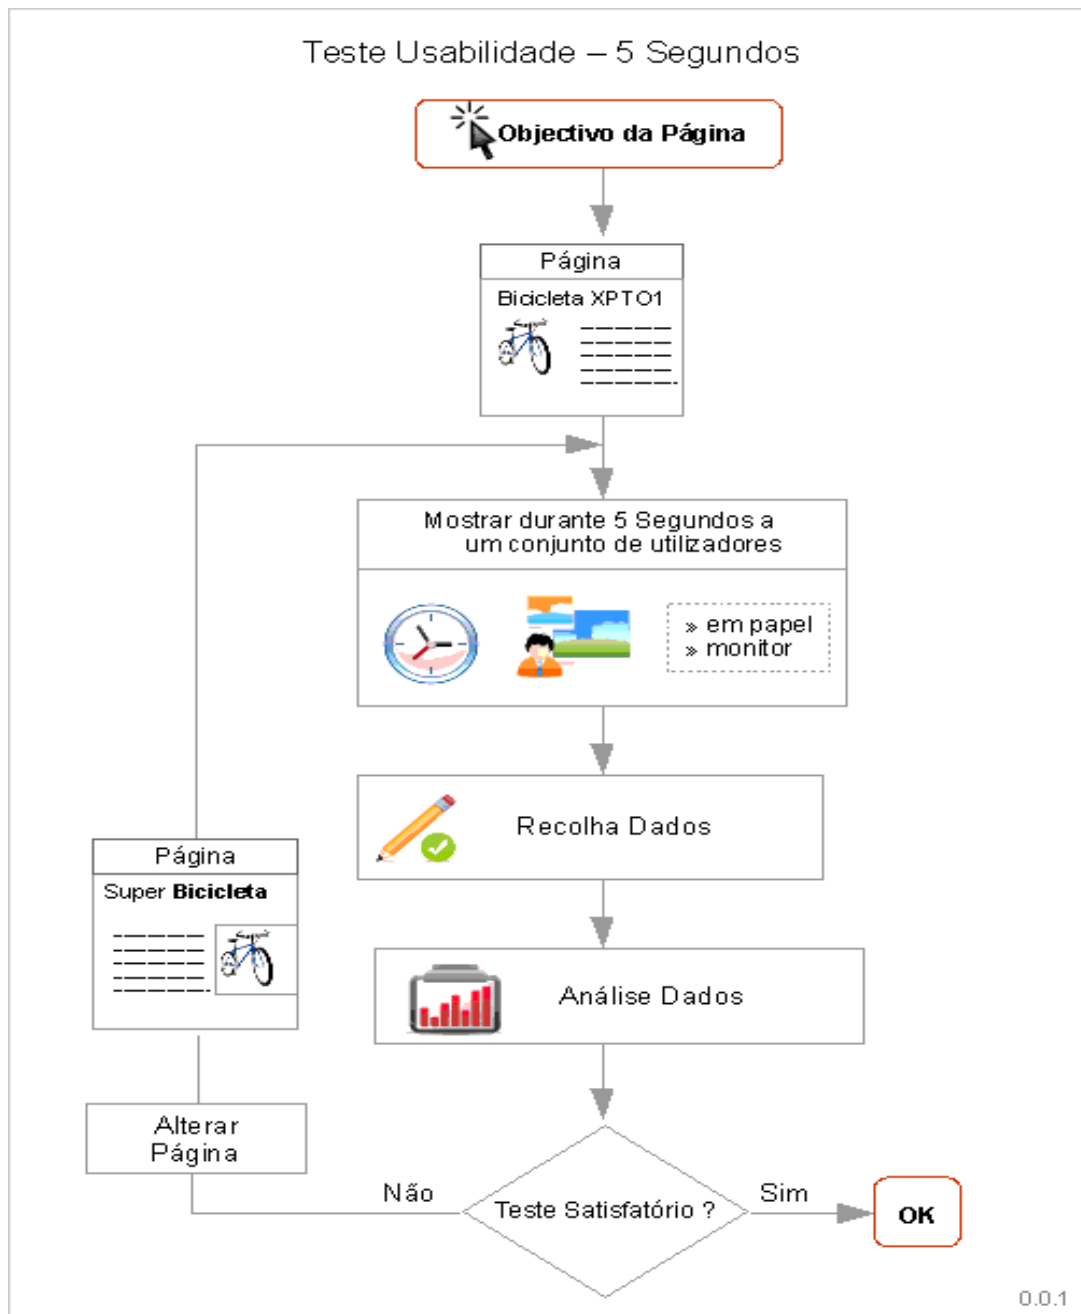 Teste Usabilidade – 5 Segundos
Objectivo da Página
Página
Bicicleta XPTO1
Mostrar durante 5 Segundos a
um conjunto de utilizadores
» em papel
» monitor
Recolha Dados
Página
Super Bicicleta
Análise Dados
Alterar
Página
Não
Teste Satisfatório ?
Sim
OK
0.0.1